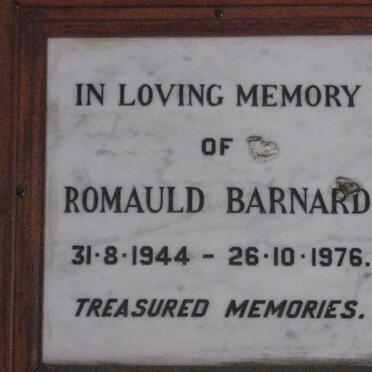 IN LOVING MEMORY
OF
ROMAULD BARNARD
31·8·1944 - 26·10·1976.
TREASURED MEMORIES.